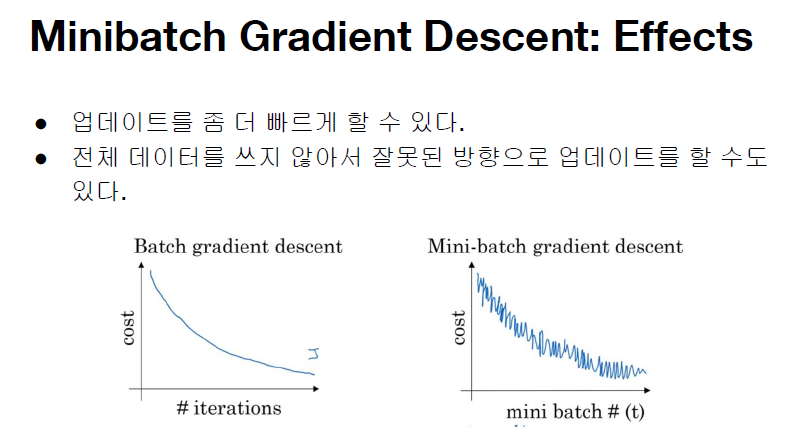 Minibatch Gradient Descent: Effects
● 업데이트를 좀 더 빠르게 할 수 있다.
● 전체 데이터를 쓰지 않아서 잘못된 방향으로 업데이트를 할 수도
있다.
Batch gradient descent
cost
# iterations
Mini-batch gradient descent
cost
mini batch # (t)